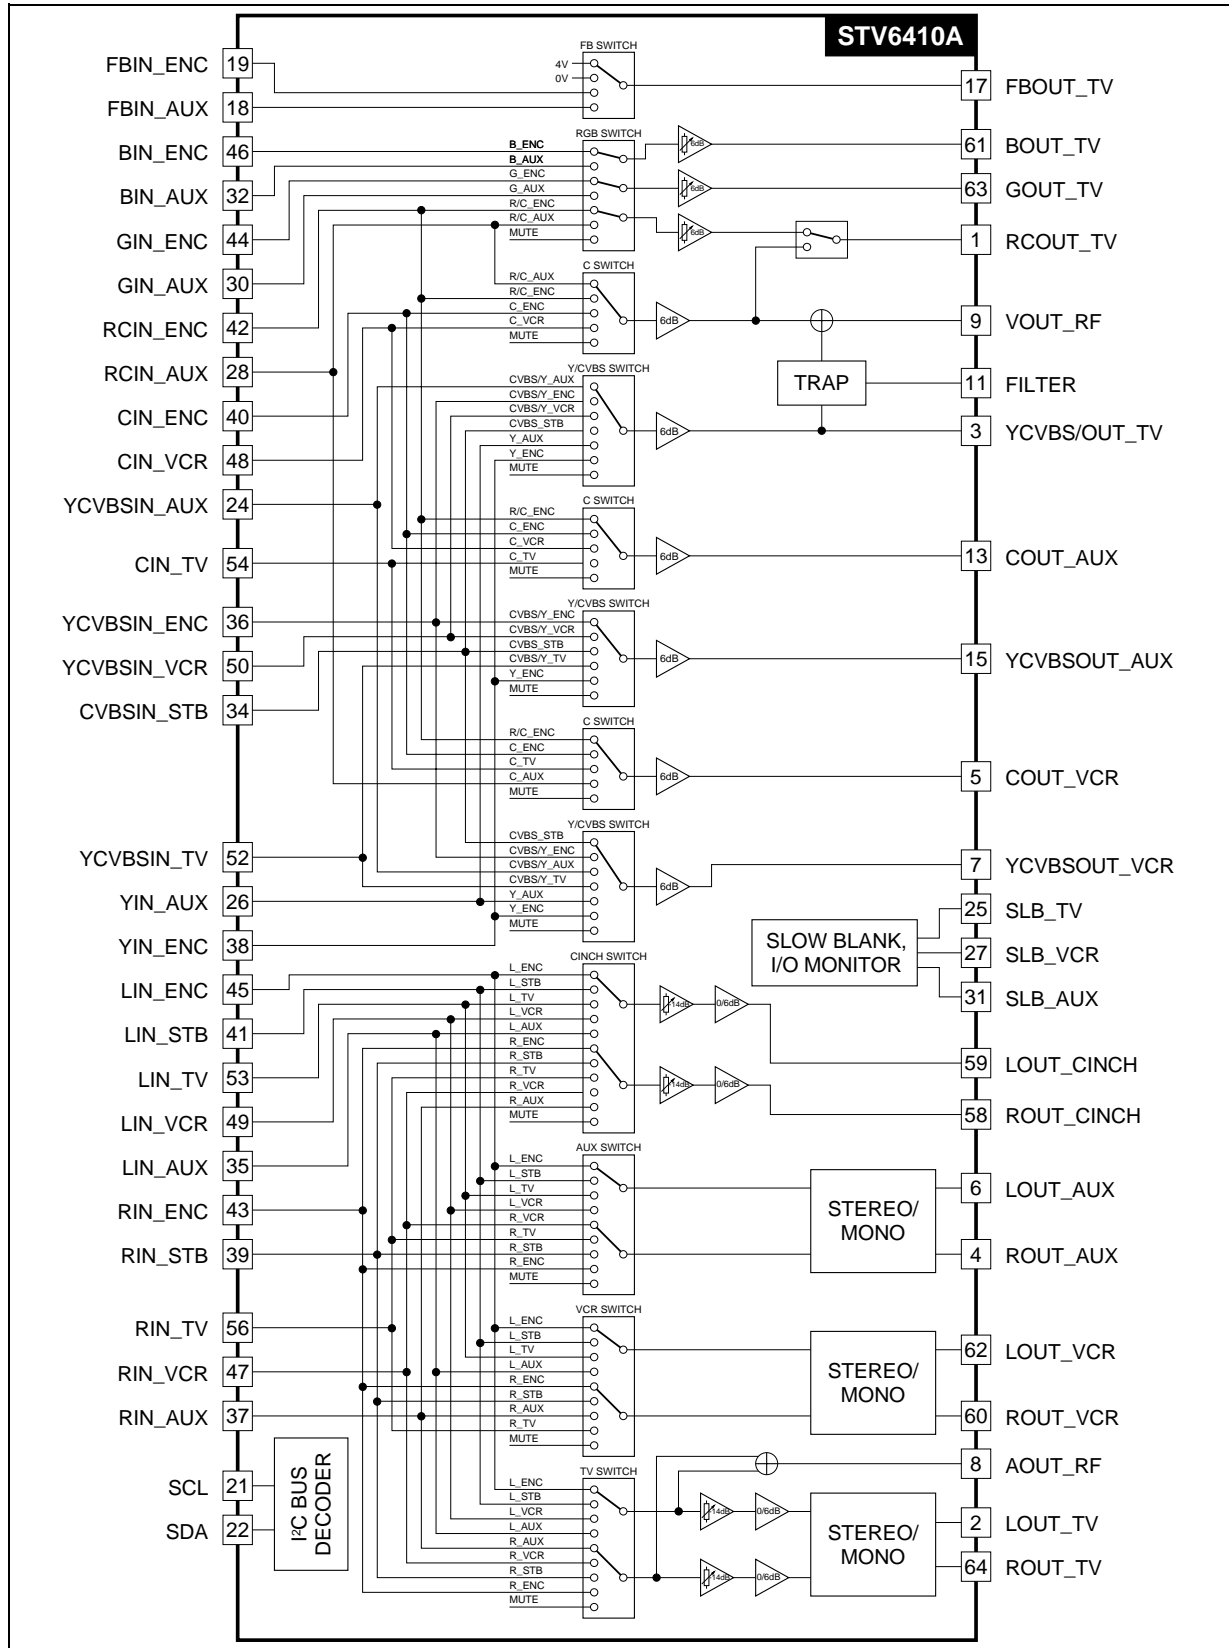 STV6410A
FBIN_ENC 19
FBIN_AUX 18
BIN_ENC 46
BIN_AUX 32
GIN_ENC 44
GIN_AUX 30
RCIN_ENC 42
RCIN_AUX 28
CIN_ENC 40
CIN_VCR 48
YCVBSIN_AUX 24
CIN_TV 54
YCVBSIN_ENC 36
YCVBSIN_VCR 50
CVBSIN_STB 34
YCVBSIN_TV 52
YIN_AUX 26
YIN_ENC 38
LIN_ENC 45
LIN_STB 41
LIN_TV 53
LIN_VCR 49
LIN_AUX 35
RIN_ENC 43
RIN_STB 39
RIN_TV 56
RIN_VCR 47
RIN_AUX 37
SCL 21
SDA 22
I²C BUS
DECODER
FB SWITCH
4V
0V
RGB SWITCH
B_ENC
B_AUX
G_ENC
G_AUX
R/C_ENC
R/C_AUX
MUTE
6dB
6dB
6dB
C SWITCH
R/C_AUX
R/C_ENC
C_ENC
C_VCR
MUTE
6dB
TRAP
Y/CVBS SWITCH
CVBS/Y_AUX
CVBS/Y_ENC
CVBS/Y_VCR
CVBS_STB
Y_AUX
Y_ENC
MUTE
6dB
C SWITCH
R/C_ENC
C_ENC
C_VCR
C_TV
MUTE
6dB
Y/CVBS SWITCH
CVBS/Y_ENC
CVBS/Y_VCR
CVBS_STB
CVBS/Y_TV
Y_ENC
MUTE
6dB
C SWITCH
R/C_ENC
C_ENC
C_TV
C_AUX
MUTE
6dB
Y/CVBS SWITCH
CVBS_STB
CVBS/Y_ENC
CVBS/Y_AUX
CVBS/Y_TV
Y_AUX
Y_ENC
MUTE
6dB
SLOW BLANK,
I/O MONITOR
CINCH SWITCH
L_ENC
L_STB
L_TV
L_VCR
L_AUX
R_ENC
R_STB
R_TV
R_VCR
R_AUX
MUTE
14dB 0/6dB
14dB 0/6dB
AUX SWITCH
L_ENC
L_STB
L_TV
L_VCR
R_VCR
R_TV
R_STB
R_ENC
MUTE
STEREO/
MONO
VCR SWITCH
L_ENC
L_STB
L_TV
L_AUX
R_ENC
R_STB
R_AUX
R_TV
MUTE
STEREO/
MONO
TV SWITCH
L_ENC
L_STB
L_VCR
L_AUX
R_AUX
R_VCR
R_STB
R_ENC
MUTE
14dB 0/6dB
14dB 0/6dB
STEREO/
MONO
17 FBOUT_TV
61 BOUT_TV
63 GOUT_TV
1 RCOUT_TV
9 VOUT_RF
11 FILTER
3 YCVBS/OUT_TV
13 COUT_AUX
15 YCVBSOUT_AUX
5 COUT_VCR
7 YCVBSOUT_VCR
25 SLB_TV
27 SLB_VCR
31 SLB_AUX
59 LOUT_CINCH
58 ROUT_CINCH
6 LOUT_AUX
4 ROUT_AUX
62 LOUT_VCR
60 ROUT_VCR
8 AOUT_RF
2 LOUT_TV
64 ROUT_TV